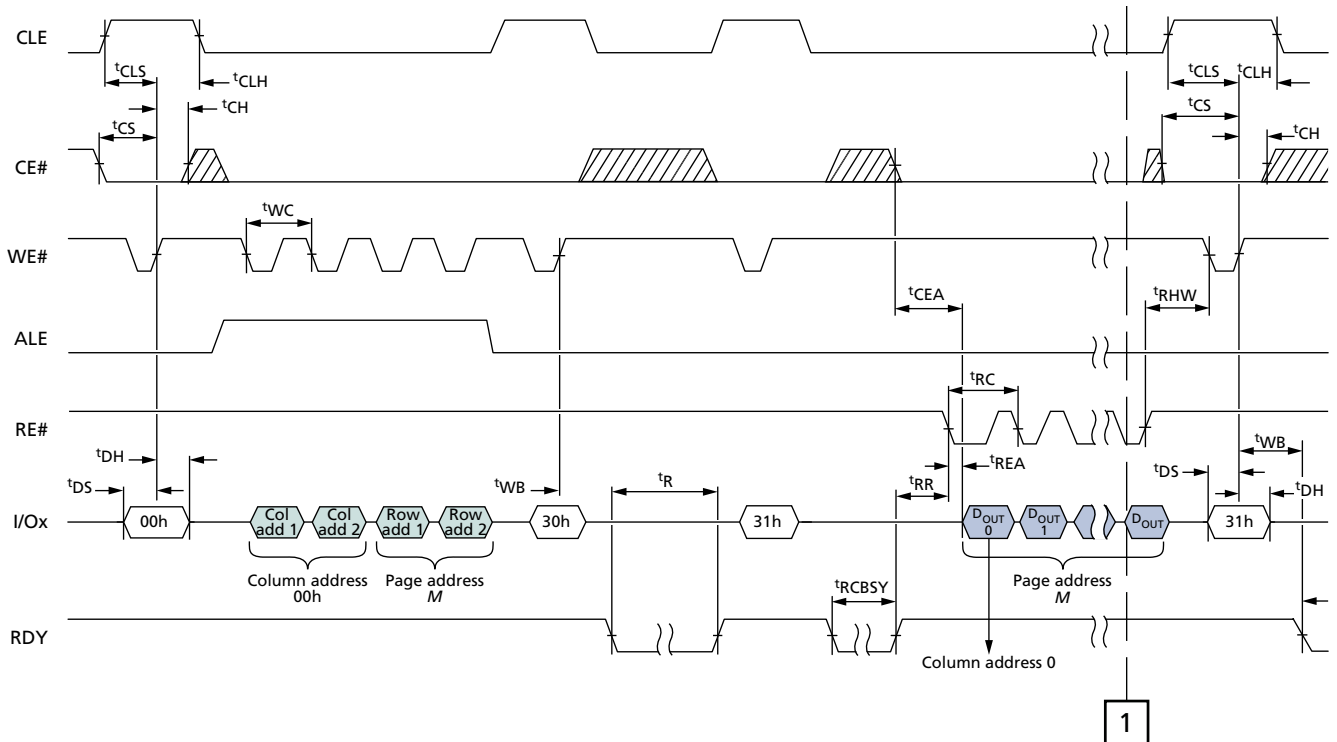 CLE
tCLS
tCLH
tCH
tCLS
tCLH
tCS
tCS
tCH
CE#
tWC
WE#
tCEA
tRHW
ALE
tRC
RE#
tDH
tREA
tWB
tDS
tWB
tR
tRR
tDS
tDH
I/Ox
00h
Col add 1
Col add 2
Row add 1
Row add 2
30h
31h
DOUT 0
DOUT 1
DOUT
31h
Column address 00h
Page address M
tRCBSY
Page address M
RDY
Column address 0
1